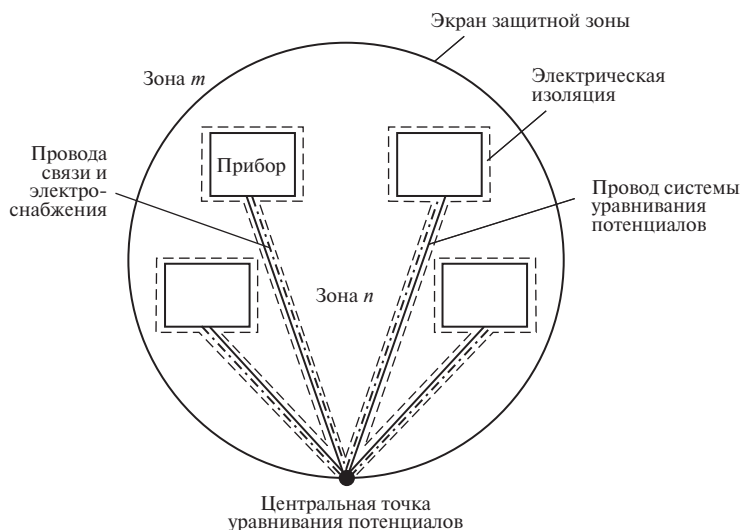 Экран защитной зоны
Зона m
Электрическая
изоляция
Провода
связи и
электро-
снабжения
Прибор
Провод системы
уравнивания
потенциалов
Зона n
Центральная точка
уравнивания потенциалов